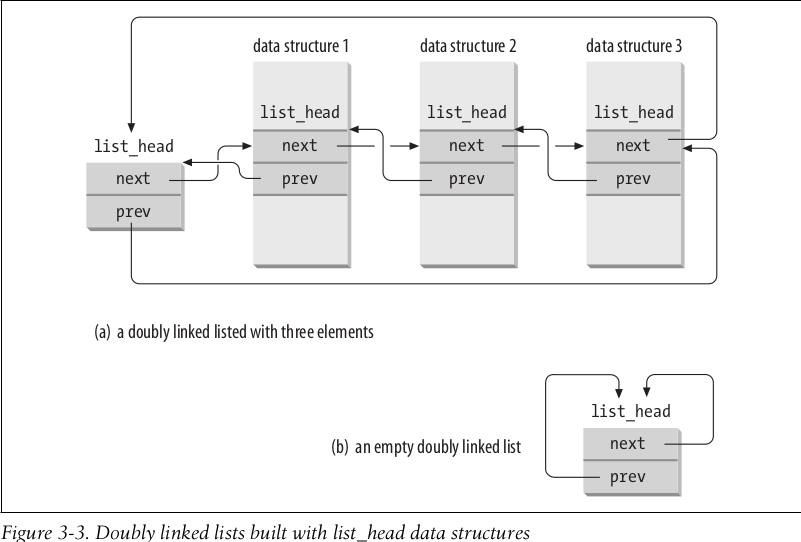 data structure 1 data structure 2 data structure 3
list_head list_head list_head
list_head next next next
next prev prev prev
prev
(a) a doubly linked listed with three elements
list_head
(b) an empty doubly linked list next
prev
Figure 3-3. Doubly linked lists built with list_head data structures